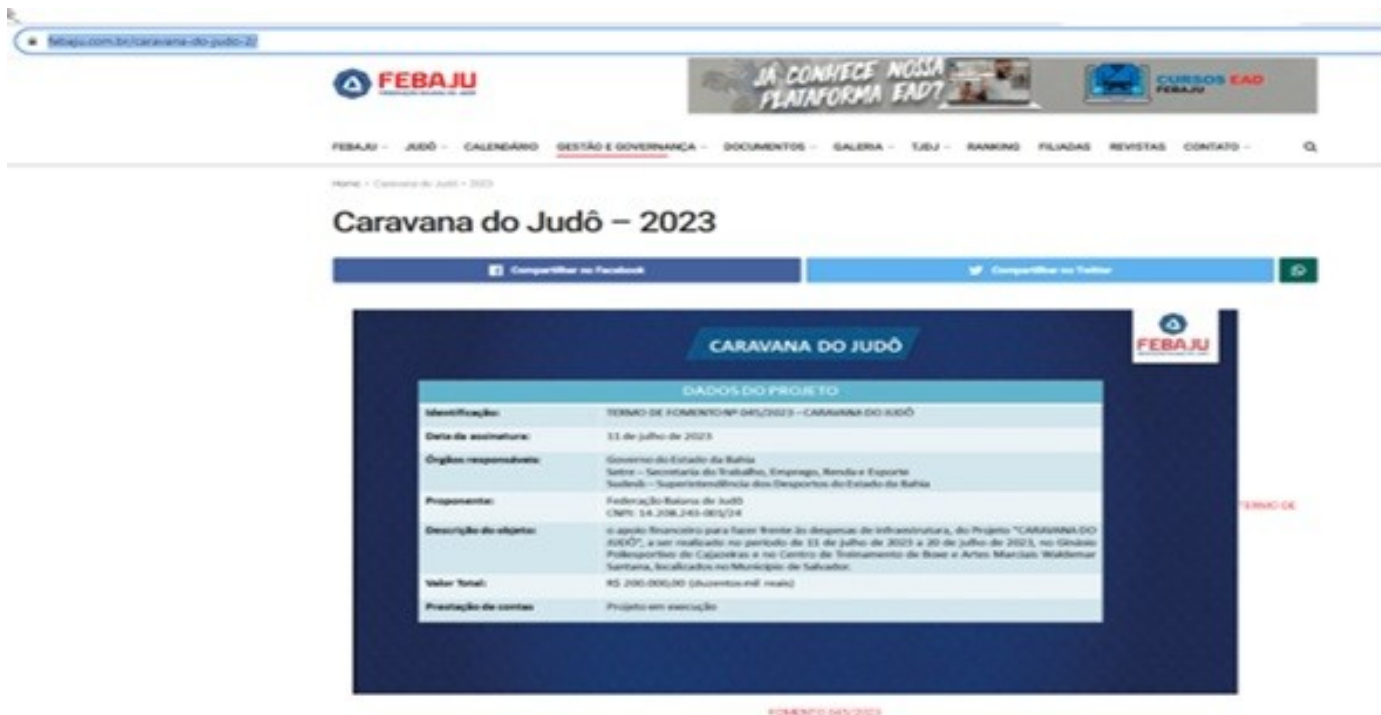 febaju.com.br/caravana-do-judo-2/
FEBAJU
JÁ CONHECE NOSSA
PLATAFORMA EAD?
CURSOS EAD
FEBAJU
FEBAJU JUDÔ CALENDÁRIO GESTÃO E GOVERNANÇA DOCUMENTOS GALERIA TJDJ RANKING FILIADAS REVISTAS CONTATO
Home > Caravana do Judô – 2023
Caravana do Judô – 2023
Compartilhar no Facebook
Compartilhar no Twitter
CARAVANA DO JUDÔ
FEBAJU
DADOS DO PROJETO
Identificação: TERMO DE FOMENTO Nº 045/2023 – CARAVANA DO JUDÔ
Data da assinatura: 11 de julho de 2023
Órgãos responsáveis: Governo do Estado da Bahia
Setre – Secretaria do Trabalho, Emprego, Renda e Esporte
Sudesb – Superintendência dos Desportos do Estado da Bahia
Proponente: Federação Baiana de Judô
CNPJ: 14.208.243-001/24
Descrição do objeto: o apoio financeiro para fazer frente às despesas de infraestrutura, do Projeto "CARAVANA DO
JUDÔ", a ser realizado no período de 11 de julho de 2023 a 20 de julho de 2023, no Ginásio
Poliesportivo de Cajazeiras e no Centro de Treinamento de Boxe e Artes Marciais Waldemar
Santana, localizados no Município de Salvador.
Valor Total: R$ 200.000,00 (duzentos mil reais)
Prestação de contas Projeto em execução
TERMO DE
FOMENTO 045/2023